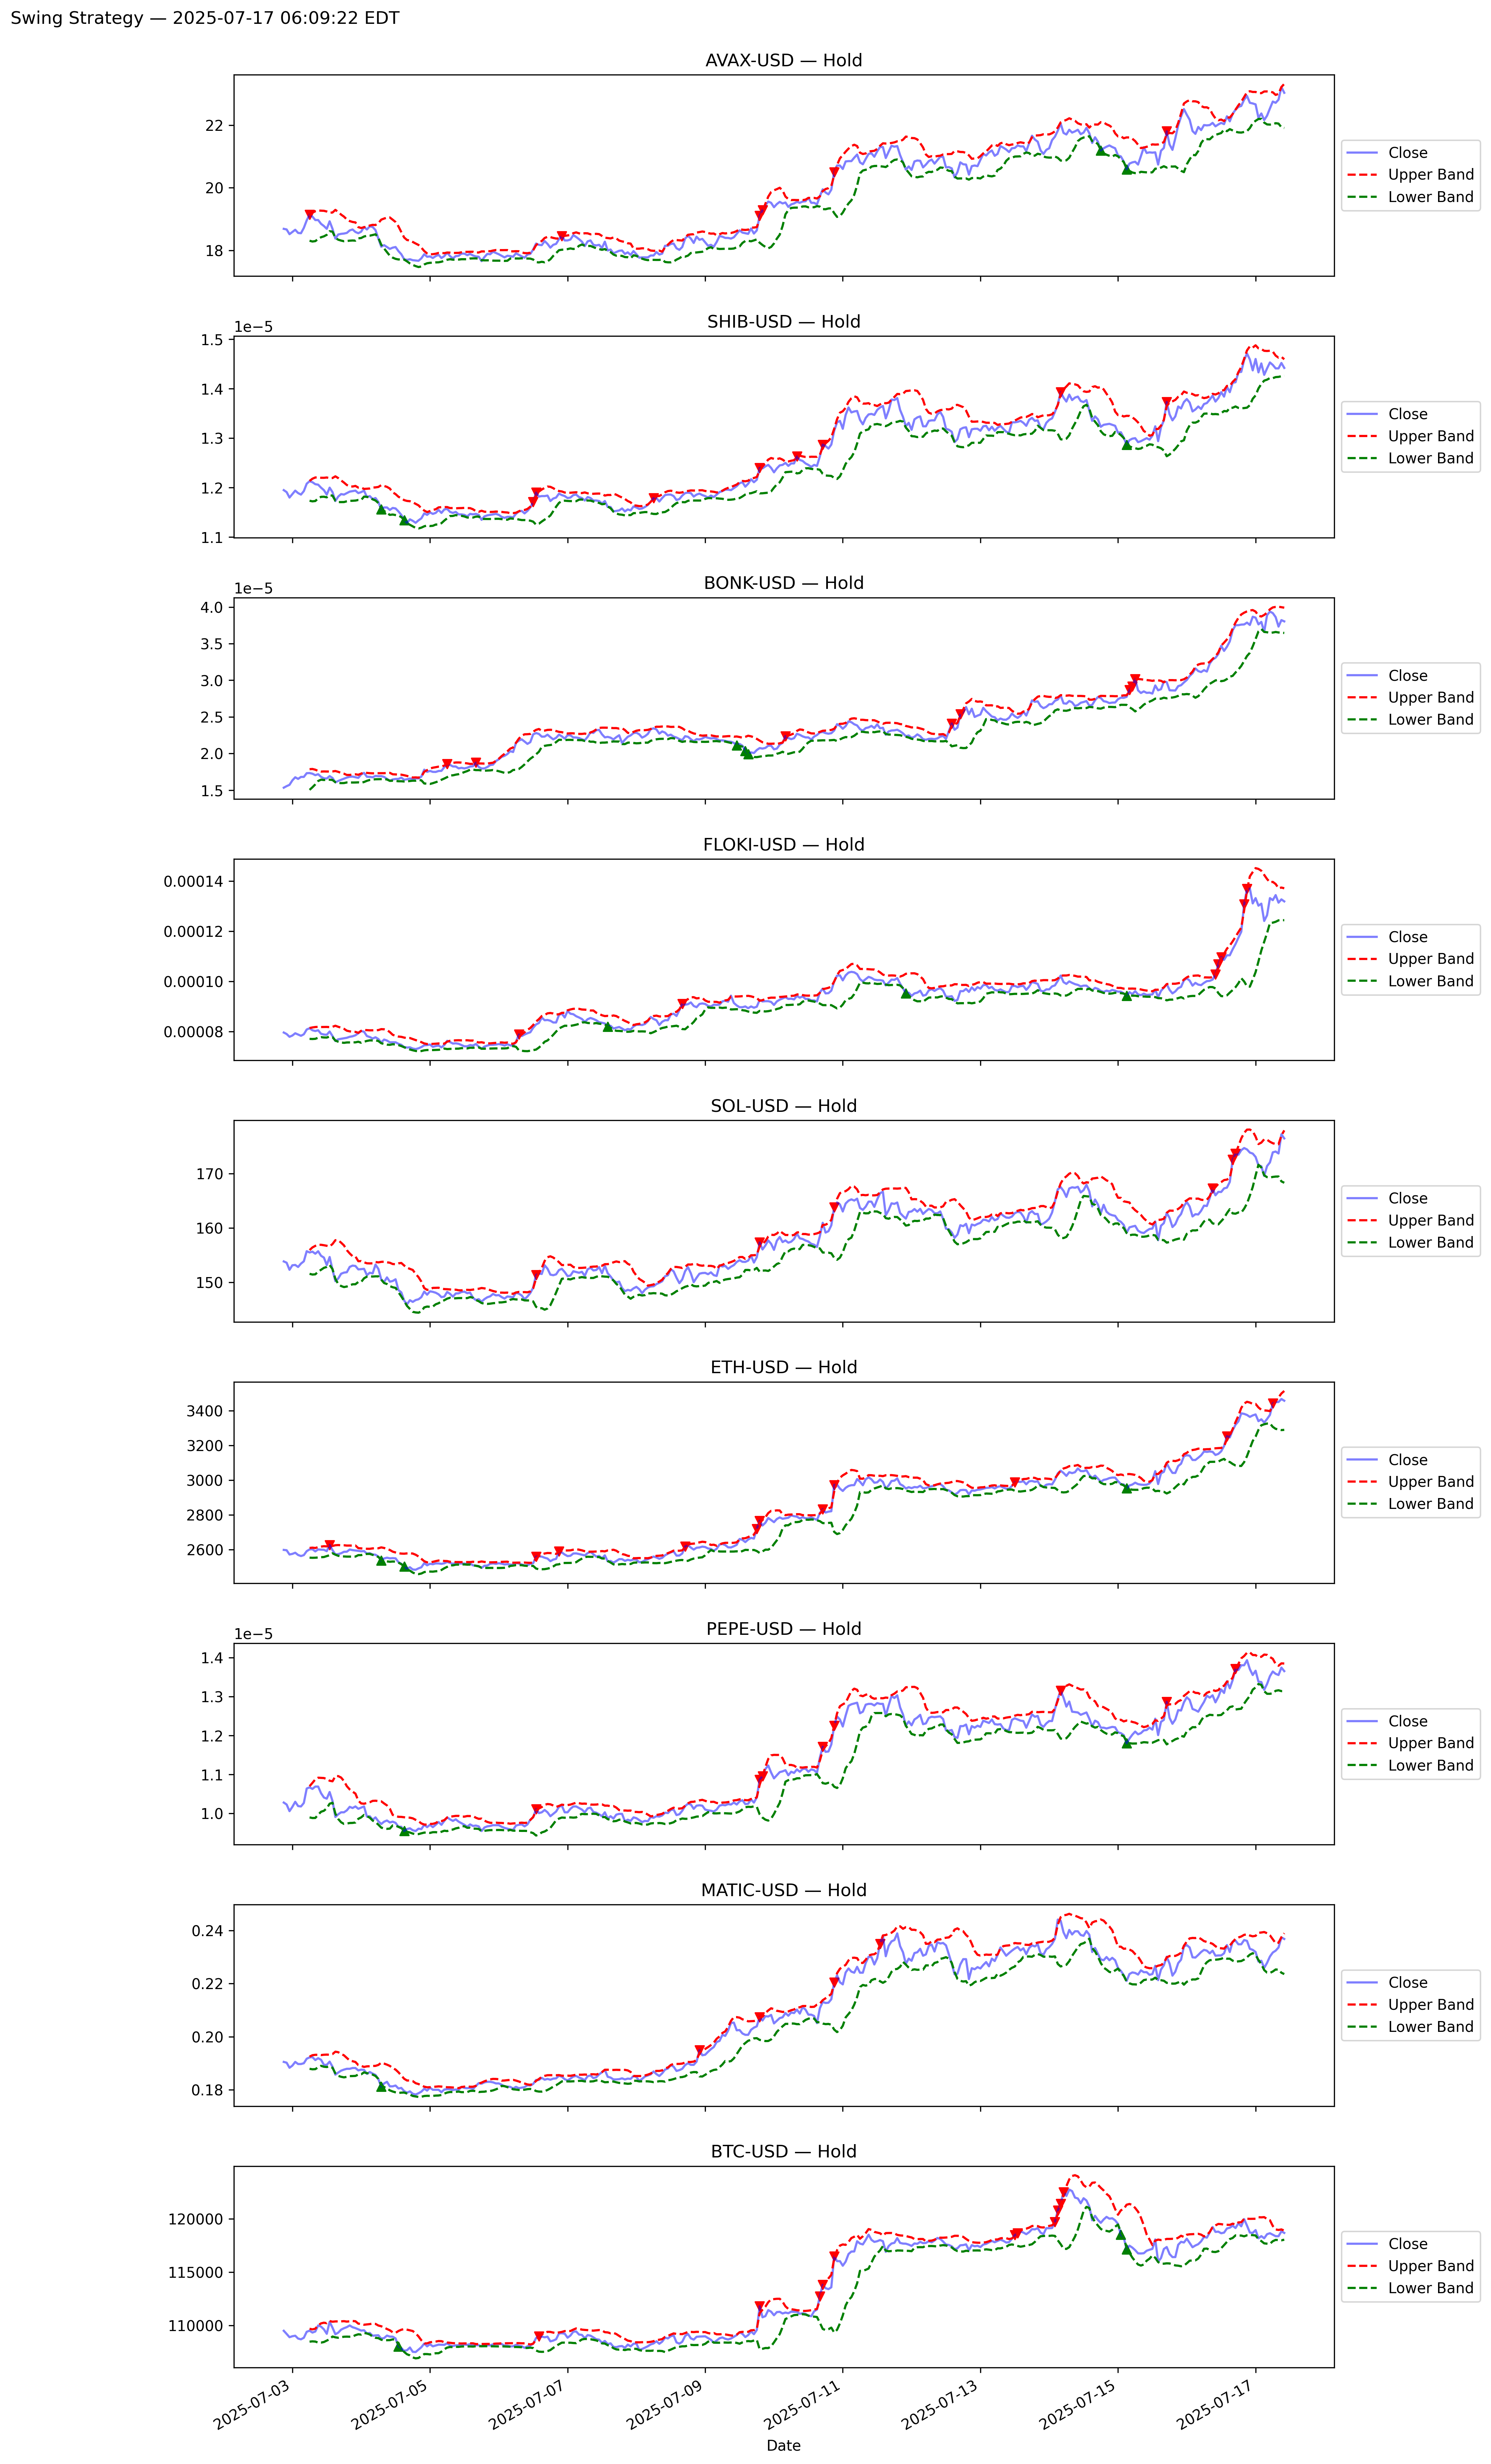 Swing Strategy — 2025-07-17 06:09:22 EDT
AVAX-USD — Hold
22
20
18
Close
Upper Band
Lower Band
SHIB-USD — Hold
1e−5
1.5
1.4
1.3
1.2
1.1
Close
Upper Band
Lower Band
BONK-USD — Hold
1e−5
4.0
3.5
3.0
2.5
2.0
1.5
Close
Upper Band
Lower Band
FLOKI-USD — Hold
0.00014
0.00012
0.00010
0.00008
Close
Upper Band
Lower Band
SOL-USD — Hold
170
160
150
Close
Upper Band
Lower Band
ETH-USD — Hold
3400
3200
3000
2800
2600
Close
Upper Band
Lower Band
PEPE-USD — Hold
1e−5
1.4
1.3
1.2
1.1
1.0
Close
Upper Band
Lower Band
MATIC-USD — Hold
0.24
0.22
0.20
0.18
Close
Upper Band
Lower Band
BTC-USD — Hold
120000
115000
110000
Close
Upper Band
Lower Band
2025-07-03
2025-07-05
2025-07-07
2025-07-09
2025-07-11
2025-07-13
2025-07-15
2025-07-17
Date